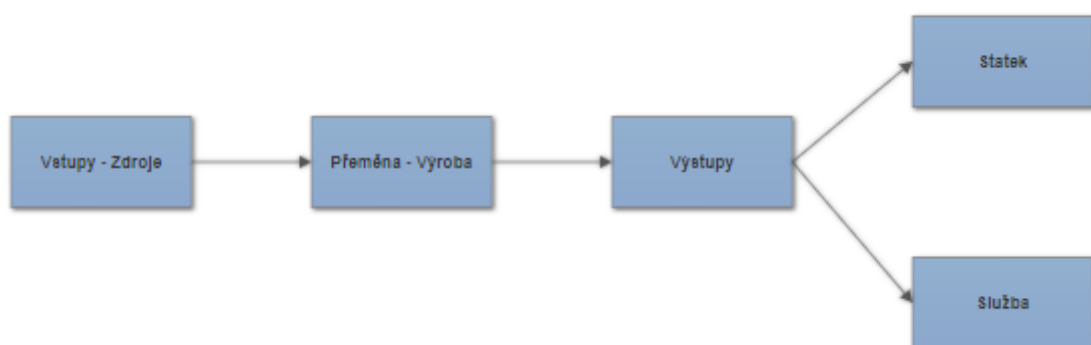 Statek
Vstupy - Zdroje
Přeměna - Výroba
Výstupy
Služba